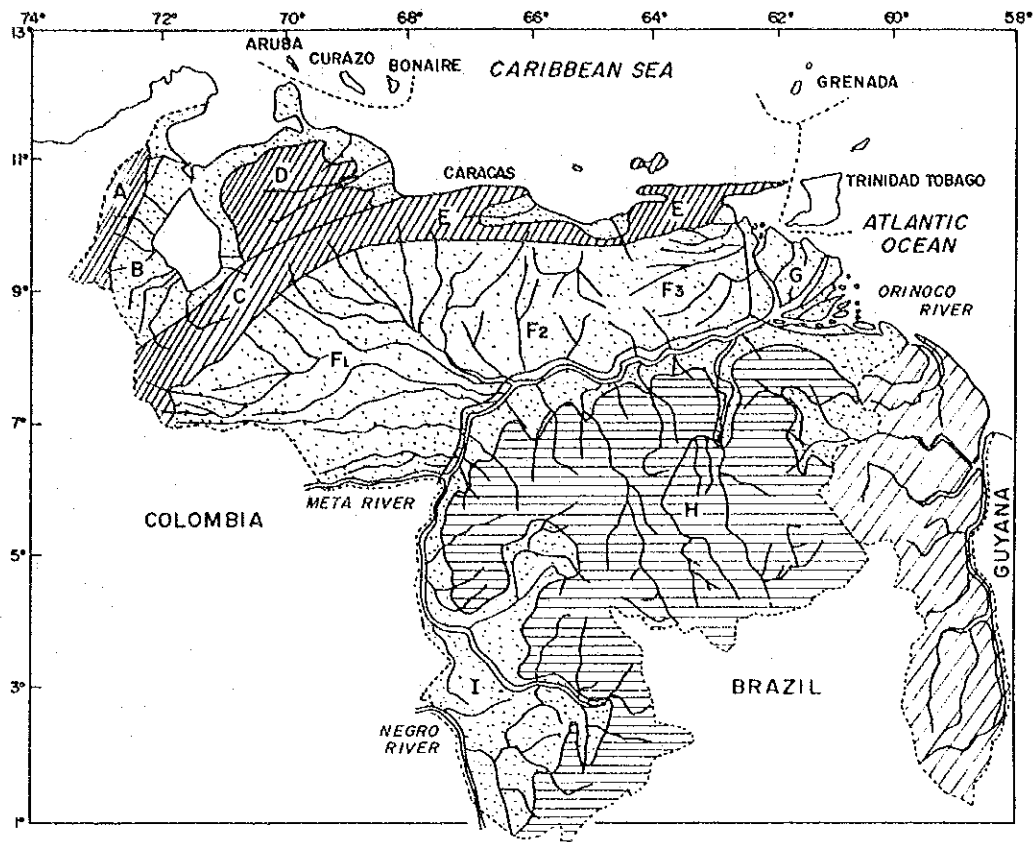 74° 72° 70° 68° 66° 64° 62° 60° 58°
13°
ARUBA
CURAZO
BONAIRE
CARIBBEAN SEA
GRENADA
11°
D
CARACAS
A
TRINIDAD TOBAGO
E
E
ATLANTIC
OCEAN
B
G
9°
C
F3
ORINOCO
RIVER
F2
F1
7°
META RIVER
H
COLOMBIA
5°
GUYANA
3°
I
BRAZIL
NEGRO
RIVER
1°